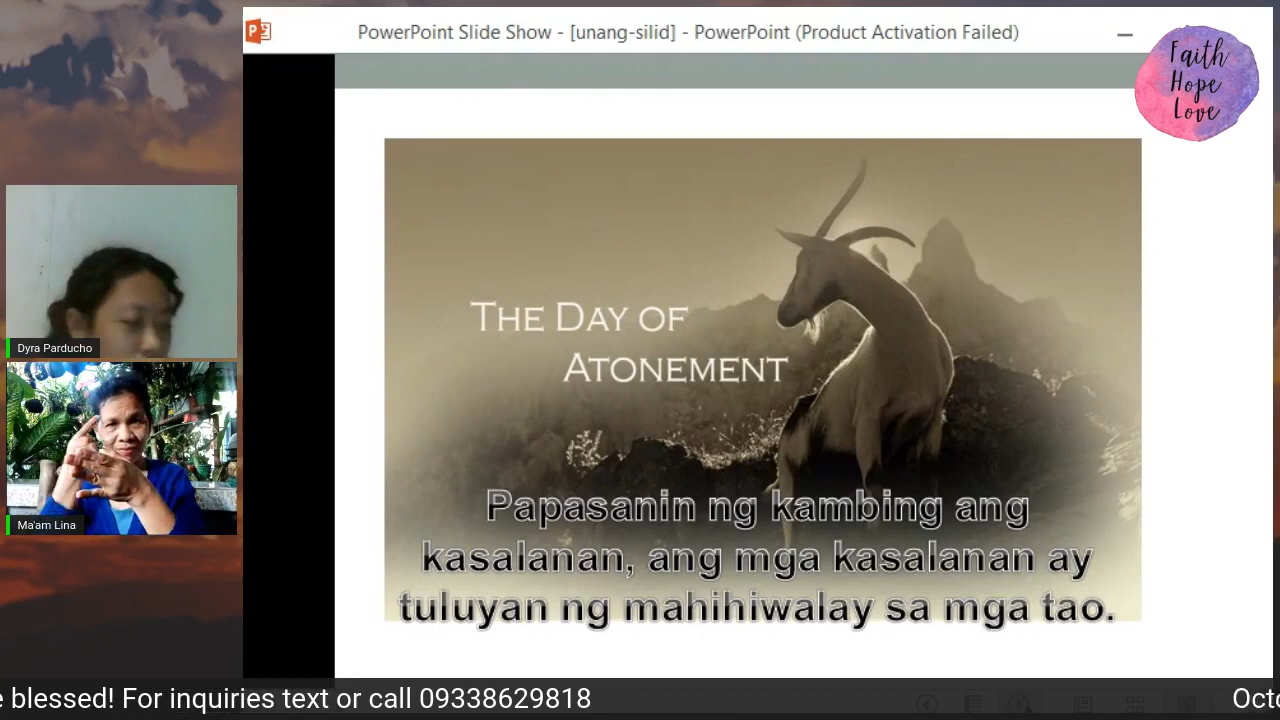 PowerPoint Slide Show - [unang-silid] - PowerPoint (Product Activation Failed)
Faith
Hope
Love
THE DAY OF
ATONEMENT
Dyra Parducho
Ma'am Lina
Papasanin ng kambing ang
kasalanan, ang mga kasalanan ay
tuluyan ng mahihiwalay sa mga tao.
e blessed! For inquiries text or call 09338629818
Octo